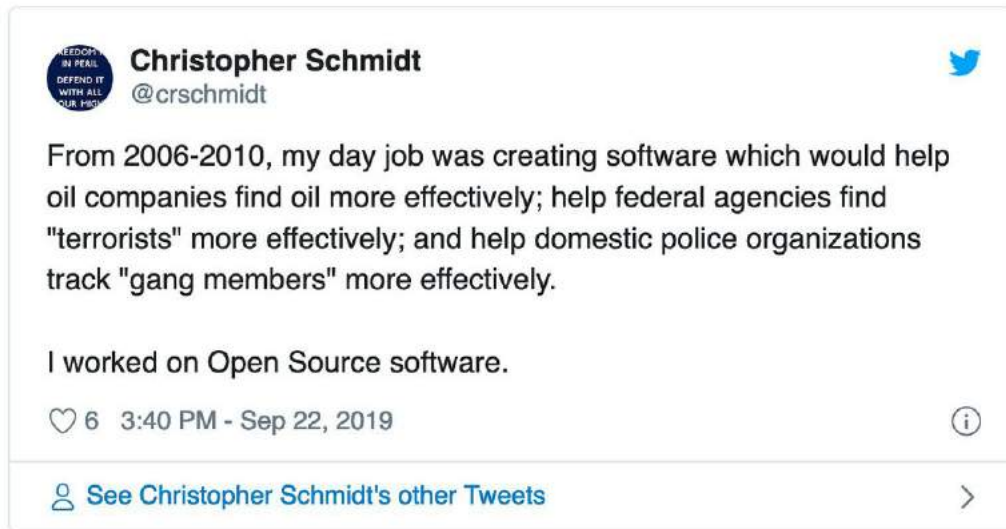 REEDOM
IN PERIL
DEFEND IT
WITH ALL
OUR MIGH
Christopher Schmidt
@crschmidt
From 2006-2010, my day job was creating software which would help
oil companies find oil more effectively; help federal agencies find
"terrorists" more effectively; and help domestic police organizations
track "gang members" more effectively.
I worked on Open Source software.
6 3:40 PM - Sep 22, 2019
See Christopher Schmidt's other Tweets